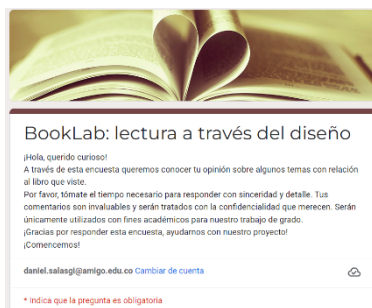 BookLab: lectura a través del diseño
¡Hola, querido curioso!
A través de esta encuesta queremos conocer tu opinión sobre algunos temas con relación
al libro que viste.
Por favor, tómate el tiempo necesario para responder con sinceridad y detalle. Tus
comentarios son invaluables y serán tratados con la confidencialidad que merecen. Serán
únicamente utilizados con fines académicos para nuestro trabajo de grado.
¡Gracias por responder esta encuesta, ayudarnos con nuestro proyecto!
¡Comencemos!
daniel.salasgi@amigo.edu.co Cambiar de cuenta
* Indica que la pregunta es obligatoria